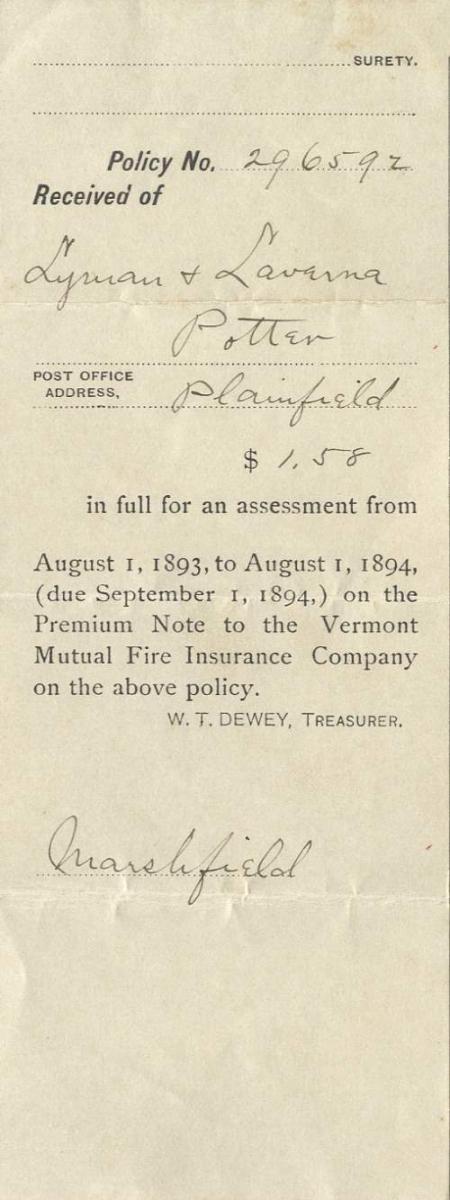 SURETY.
Policy No. 296592
Received of
Lyman & Laverna
Potter
POST OFFICE
ADDRESS, Plainfield
$ 1.58
in full for an assessment from
August 1, 1893, to August 1, 1894,
(due September 1, 1894,) on the
Premium Note to the Vermont
Mutual Fire Insurance Company
on the above policy.
W. T. DEWEY, TREASURER.
Marshfield